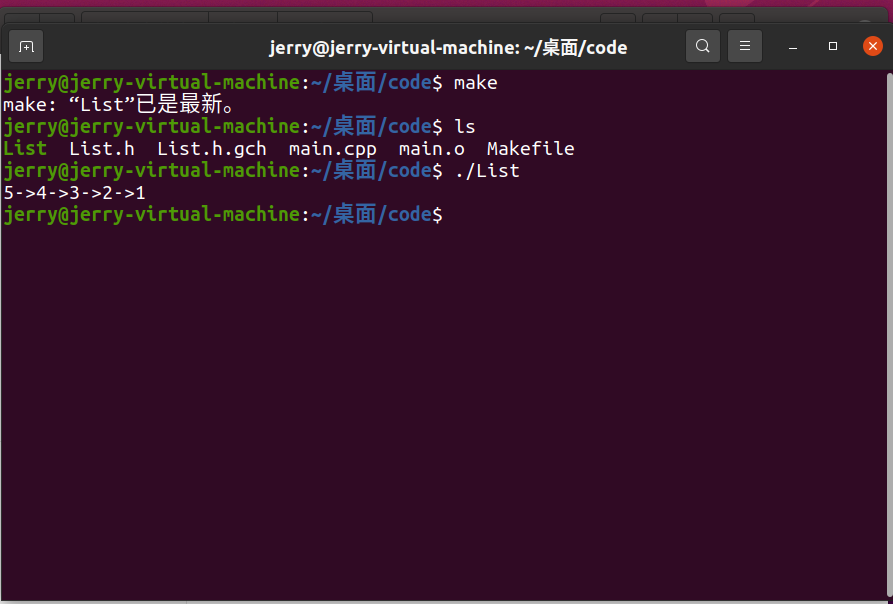 jerry@jerry-virtual-machine: ~/桌面/code
jerry@jerry-virtual-machine:~/桌面/code$ make
make: “List”已是最新。
jerry@jerry-virtual-machine:~/桌面/code$ ls
List  List.h  List.h.gch  main.cpp  main.o  Makefile
jerry@jerry-virtual-machine:~/桌面/code$ ./List
5->4->3->2->1
jerry@jerry-virtual-machine:~/桌面/code$